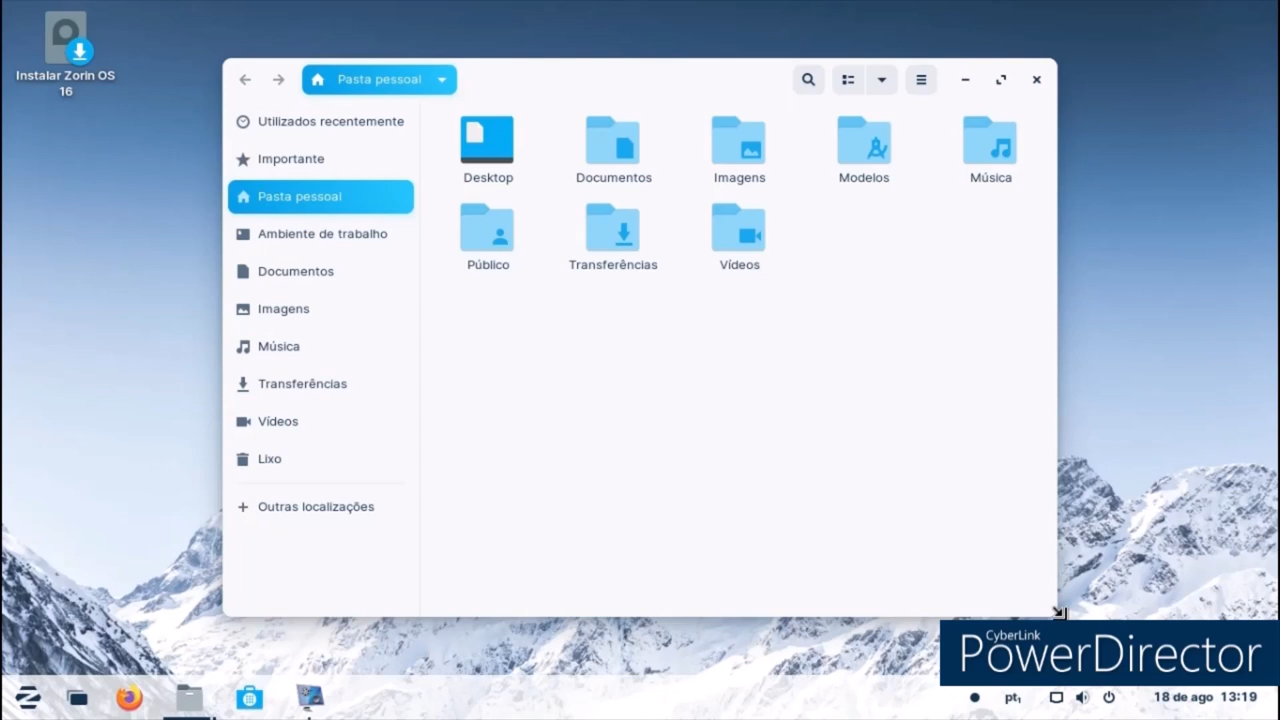 Instalar Zorin OS
16
Pasta pessoal
Utilizados recentemente
Importante
Pasta pessoal
Ambiente de trabalho
Documentos
Imagens
Música
Transferências
Vídeos
Lixo
Outras localizações
Desktop
Documentos
Imagens
Modelos
Música
Público
Transferências
Vídeos
CyberLink
PowerDirector
pt₁
18 de ago 13:19